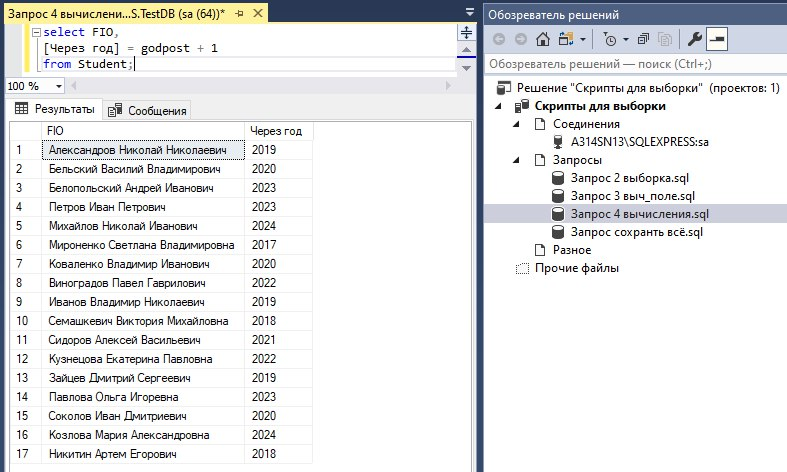 Запрос 4 вычислени...S.TestDB (sa (64))*
select FIO,
[Через год] = godpost + 1
from Student;
100 %
Результаты Сообщения
FIO Через год
1 Александров Николай Николаевич 2019
2 Бельский Василий Владимирович 2020
3 Белопольский Андрей Иванович 2023
4 Петров Иван Петрович 2023
5 Михайлов Николай Иванович 2024
6 Мироненко Светлана Владимировна 2017
7 Коваленко Владимир Иванович 2020
8 Виноградов Павел Гаврилович 2022
9 Иванов Владимир Николаевич 2019
10 Семашкевич Виктория Михайловна 2018
11 Сидоров Алексей Васильевич 2021
12 Кузнецова Екатерина Павловна 2022
13 Зайцев Дмитрий Сергеевич 2019
14 Павлова Ольга Игоревна 2023
15 Соколов Иван Дмитриевич 2020
16 Козлова Мария Александровна 2024
17 Никитин Артем Егорович 2018
Обозреватель решений
Обозреватель решений — поиск (Ctrl+;)
Решение "Скрипты для выборки" (проектов: 1)
Скрипты для выборки
Соединения
A314SN13\SQLEXPRESS:sa
Запросы
Запрос 2 выборка.sql
Запрос 3 выч_поле.sql
Запрос 4 вычисления.sql
Запрос сохрать всё.sql
Разное
Прочие файлы